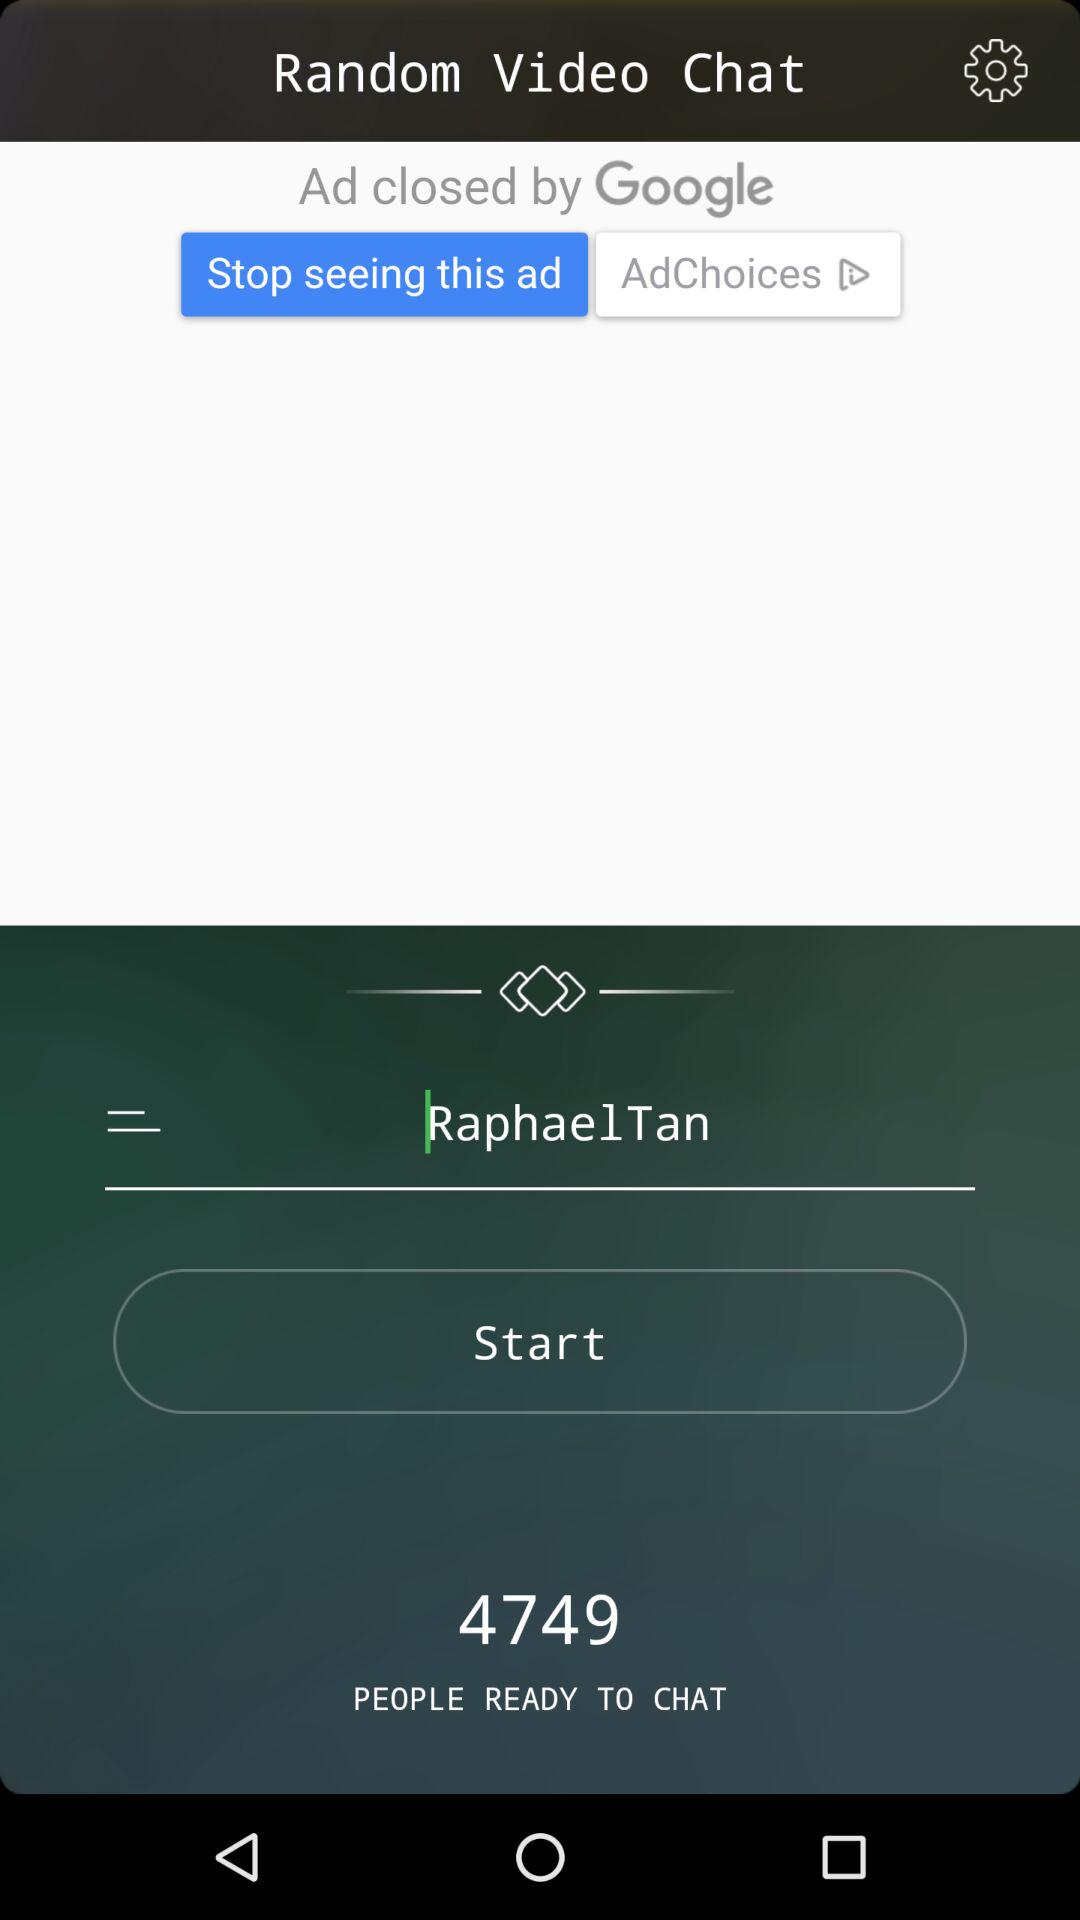 Random Video Chat
Ad closed by Google
Stop seeing this ad
AdChoices
RaphaelTan
Start
4749
PEOPLE READY TO CHAT